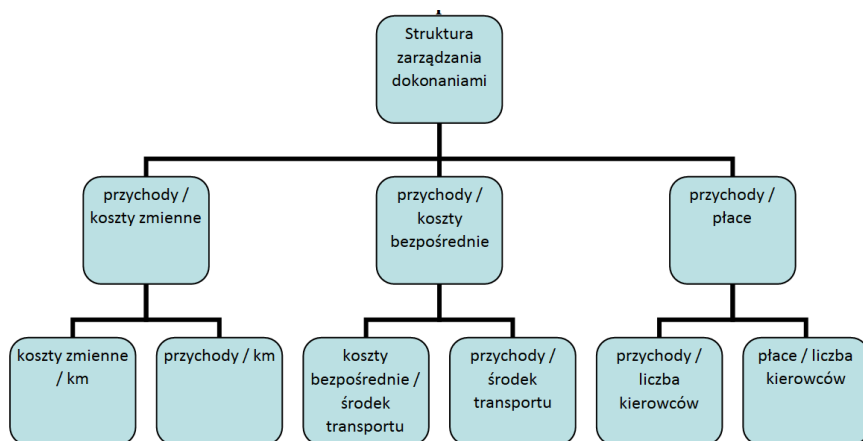 Struktura
zarządzania
dokonaniami
przychody /
koszty zmienne
przychody /
koszty
bezpośrednie
przychody /
płace
koszty zmienne
/ km
przychody / km
koszty
bezpośrednie /
środek
transportu
przychody /
środek
transportu
przychody /
liczba
kierowców
płace / liczba
kierowców